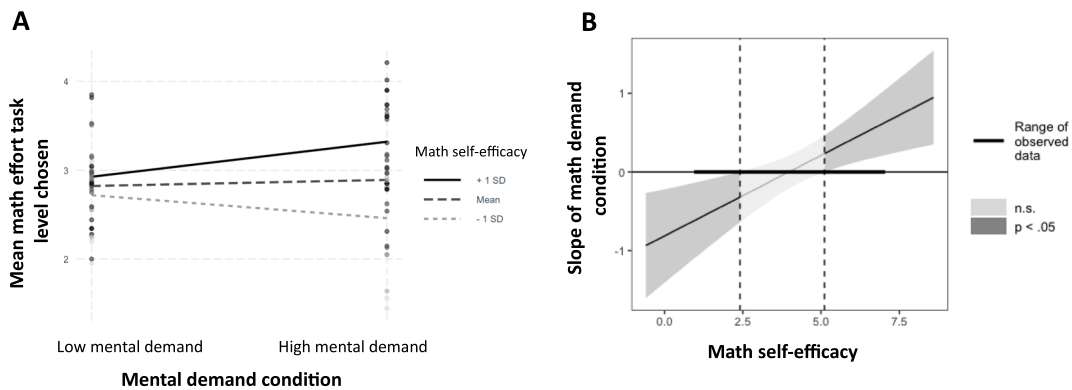 A
Mean math effort task
level chosen
4
3
2
Low mental demand
High mental demand
Mental demand condition
Math self-efficacy
+ 1 SD
Mean
- 1 SD
B
Slope of math demand
condition
1
0
-1
0.0
2.5
5.0
7.5
Math self-efficacy
Range of
observed
data
n.s.
p < .05